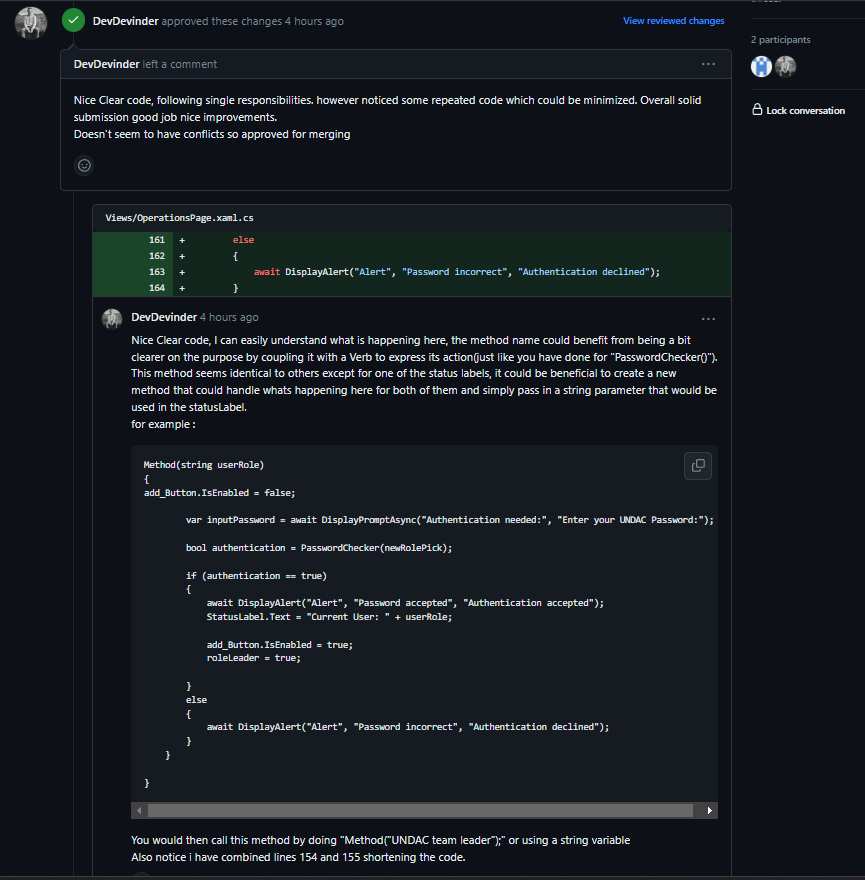 DevDevinder approved these changes 4 hours ago
View reviewed changes
2 participants
Lock conversation
DevDevinder left a comment
Nice Clear code, following single responsibilities. however noticed some repeated code which could be minimized. Overall solid
submission good job nice improvements.
Doesn't seem to have conflicts so approved for merging
Views/OperationsPage.xaml.cs
161 + else
162 + {
163 + await DisplayAlert("Alert", "Password incorrect", "Authentication declined");
164 + }
DevDevinder 4 hours ago
Nice Clear code, I can easily understand what is happening here, the method name could benefit from being a bit
clearer on the purpose by coupling it with a Verb to express its action(just like you have done for "PasswordChecker()").
This method seems identical to others except for one of the status labels, it could be beneficial to create a new
method that could handle whats happening here for both of them and simply pass in a string parameter that would be
used in the statusLabel.
for example :
Method(string userRole)
{
add_Button.IsEnabled = false;
var inputPassword = await DisplayPromptAsync("Authentication needed:", "Enter your UNDAC Password:");
bool authentication = PasswordChecker(newRolePick);
if (authentication == true)
{
await DisplayAlert("Alert", "Password accepted", "Authentication accepted");
StatusLabel.Text = "Current User: " + userRole;
add_Button.IsEnabled = true;
roleLeader = true;
}
else
{
await DisplayAlert("Alert", "Password incorrect", "Authentication declined");
}
}
}
You would then call this method by doing "Method("UNDAC team leader");" or using a string variable
Also notice i have combined lines 154 and 155 shortening the code.